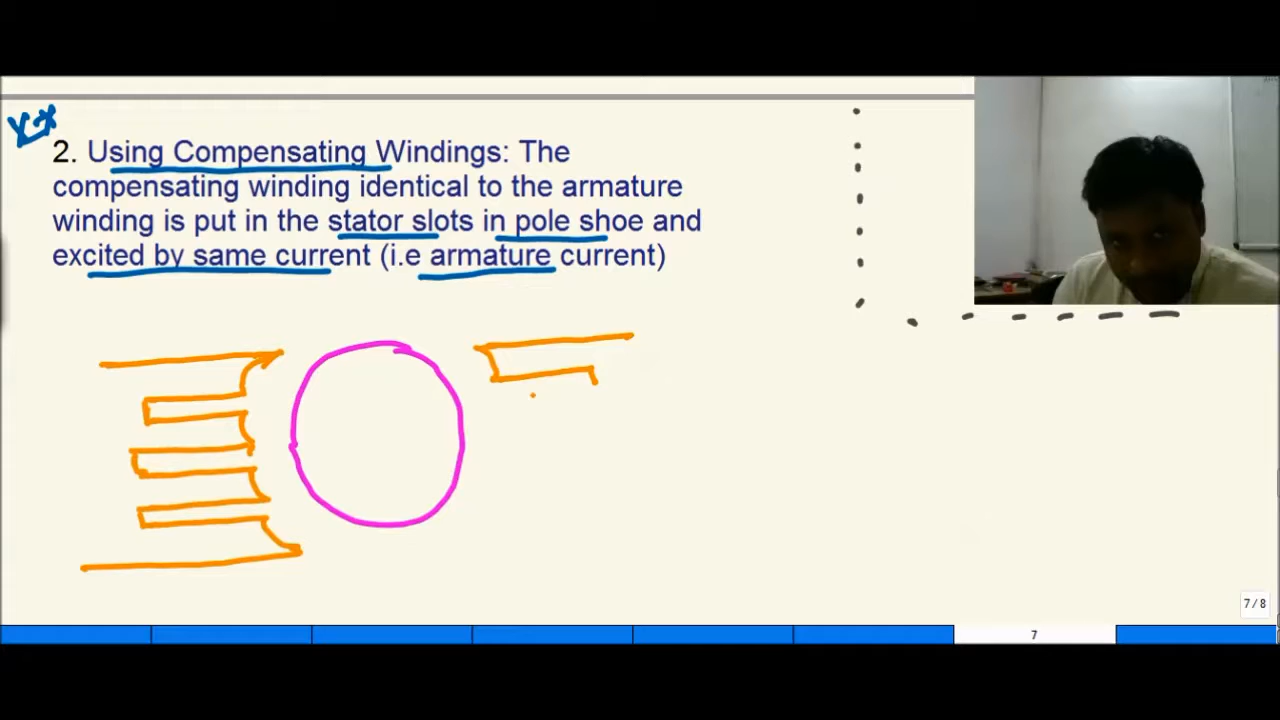 2. Using Compensating Windings: The
compensating winding identical to the armature
winding is put in the stator slots in pole shoe and
excited by same current (i.e armature current)
7/8
7